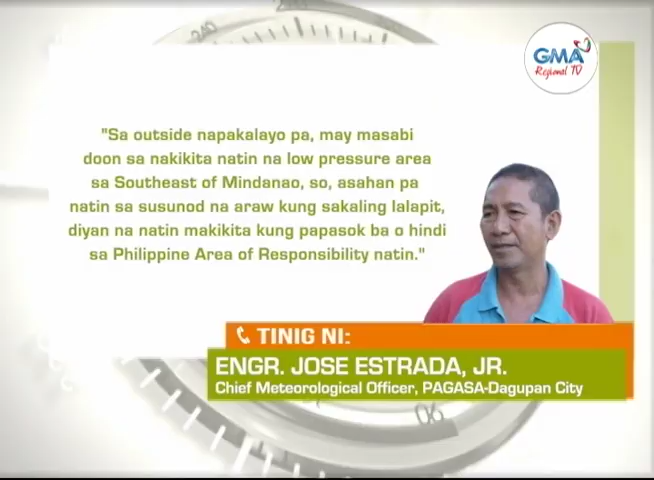 GMA
Regional TV
"Sa outside napakalayo pa, may masabi
doon sa nakikita natin na low pressure area
sa Southeast of Mindanao, so, asahan pa
natin sa susunod na araw kung sakaling lalapit,
diyan na natin makikita kung papasok ba o hindi
sa Philippine Area of Responsibility natin."
TINIG NI:
ENGR. JOSE ESTRADA, JR.
Chief Meteorological Officer, PAGASA-Dagupan City